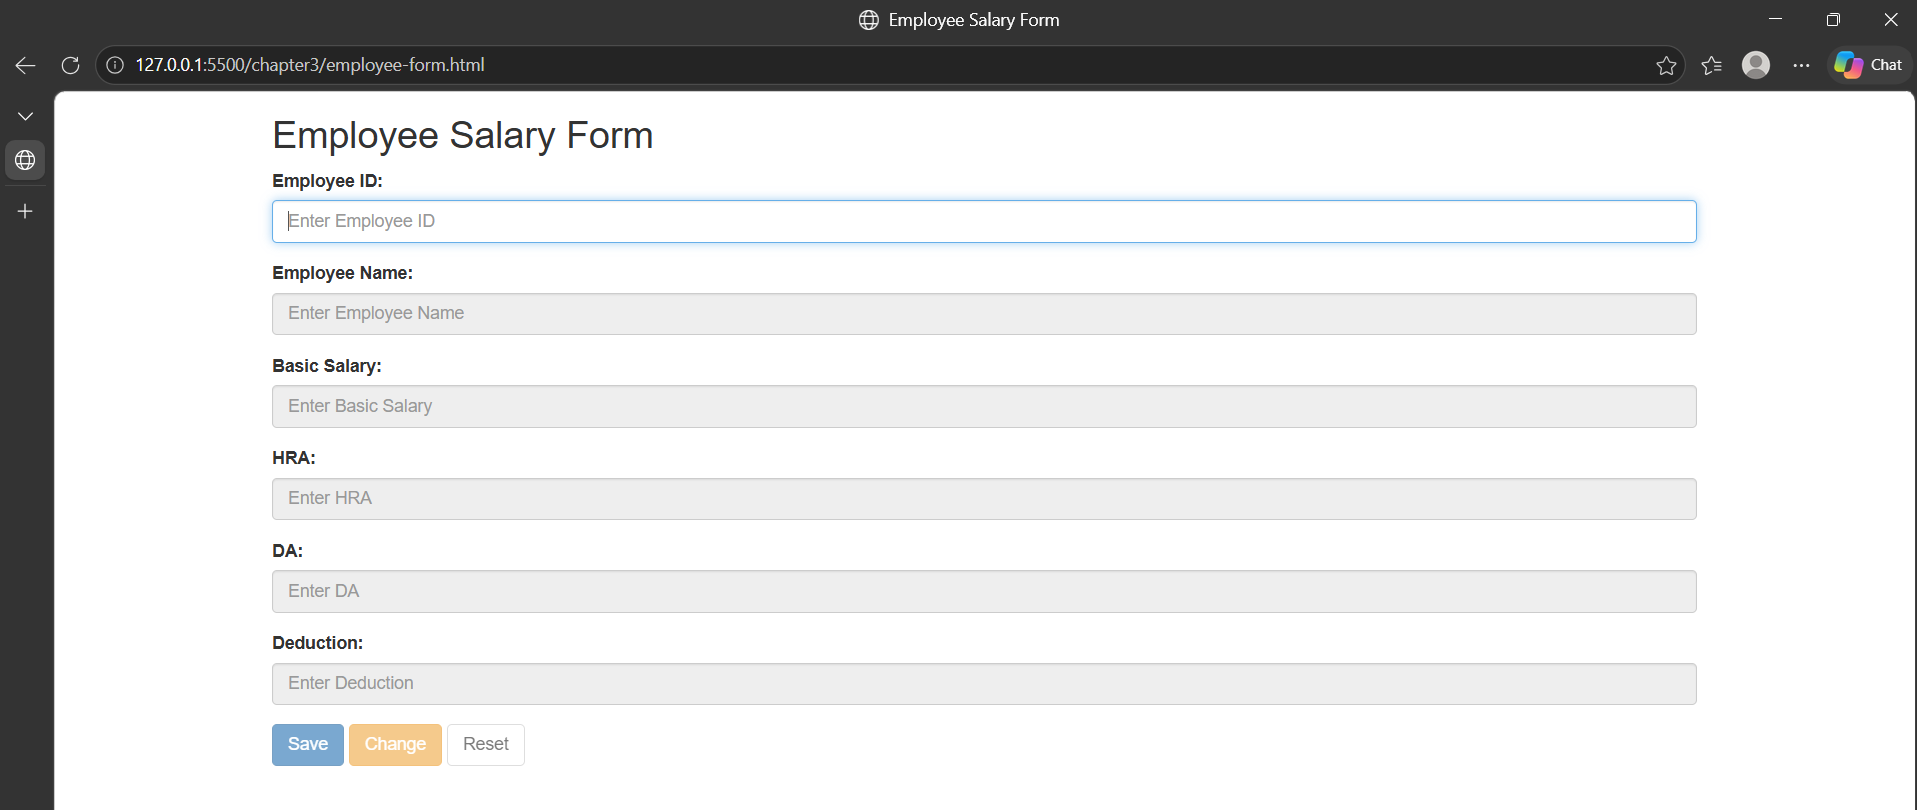 Employee Salary Form
127.0.0.1:5500/chapter3/employee-form.html
Chat
Employee Salary Form
Employee ID:
Enter Employee ID
Employee Name:
Enter Employee Name
Basic Salary:
Enter Basic Salary
HRA:
Enter HRA
DA:
Enter DA
Deduction:
Enter Deduction
Save Change Reset